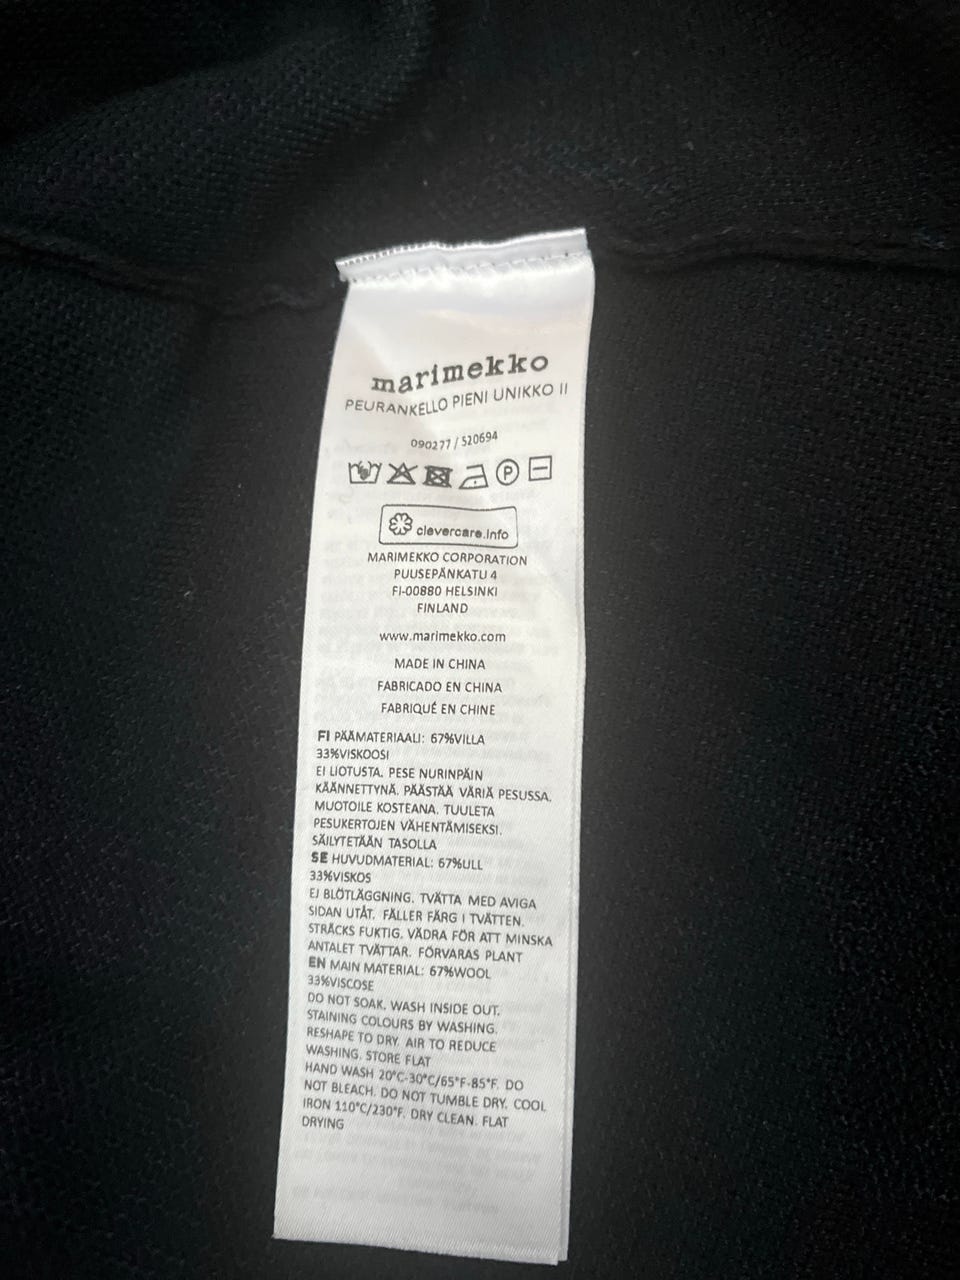 marimekko
PEURANKELLO PIENI UNIKKO II
090277 / 520694
P
clevercare.info
MARIMEKKO CORPORATION
PUUSEPÄNKATU 4
FI-00880 HELSINKI
FINLAND
www.marimekko.com
MADE IN CHINA
FABRICADO EN CHINA
FABRIQUÉ EN CHINE
FI PÄÄMATERIAALI: 67%VILLA
33%VISKOOSI
EI LIOTUSTA. PESE NURINPÄIN
KÄÄNNETTYNÄ. PÄÄSTÄÄ VÄRIÄ PESUSSA.
MUOTOILE KOSTEANA. TUULETA
PESUKERTOJEN VÄHENTÄMISEKSI.
SÄILYTETÄÄN TASOLLA
SE HUVUDMATERIAL: 67%ULL
33%VISKOS
EJ BLÖTLÄGGNING. TVÄTTA MED AVIGA
SIDAN UTÅT. FÄLLER FÄRG I TVÄTTEN.
STRÄCKS FUKTIG. VÄDRA FÖR ATT MINSKA
ANTALET TVÄTTAR. FÖRVARAS PLANT
EN MAIN MATERIAL: 67%WOOL
33%VISCOSE
DO NOT SOAK. WASH INSIDE OUT.
STAINING COLOURS BY WASHING.
RESHAPE TO DRY. AIR TO REDUCE
WASHING. STORE FLAT
HAND WASH 20°C-30°C/65°F-85°F. DO
NOT BLEACH. DO NOT TUMBLE DRY. COOL
IRON 110°C/230°F. DRY CLEAN. FLAT
DRYING